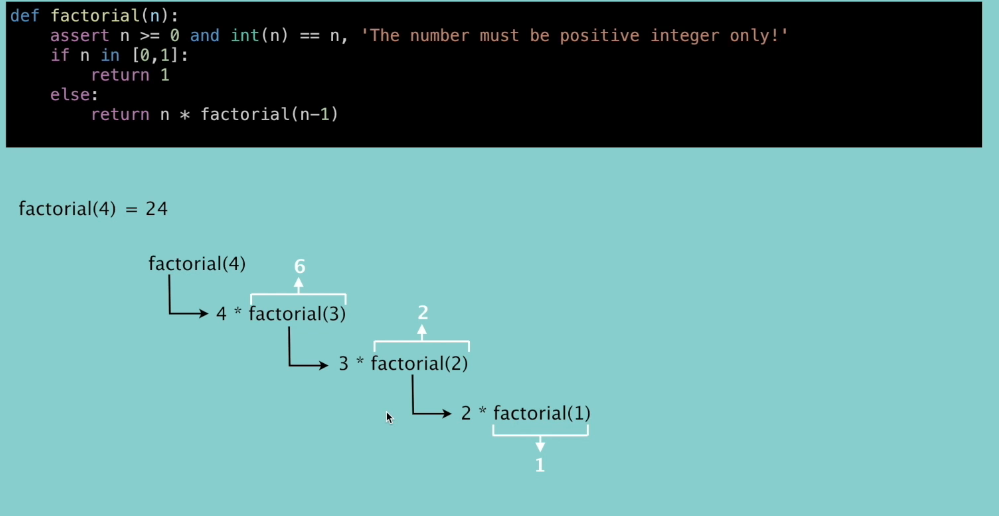 def factorial(n):
    assert n >= 0 and int(n) == n, 'The number must be positive integer only!'
    if n in [0,1]:
        return 1
    else:
        return n * factorial(n-1)
factorial(4) = 24
factorial(4)
6
4 * factorial(3)
2
3 * factorial(2)
2 * factorial(1)
1